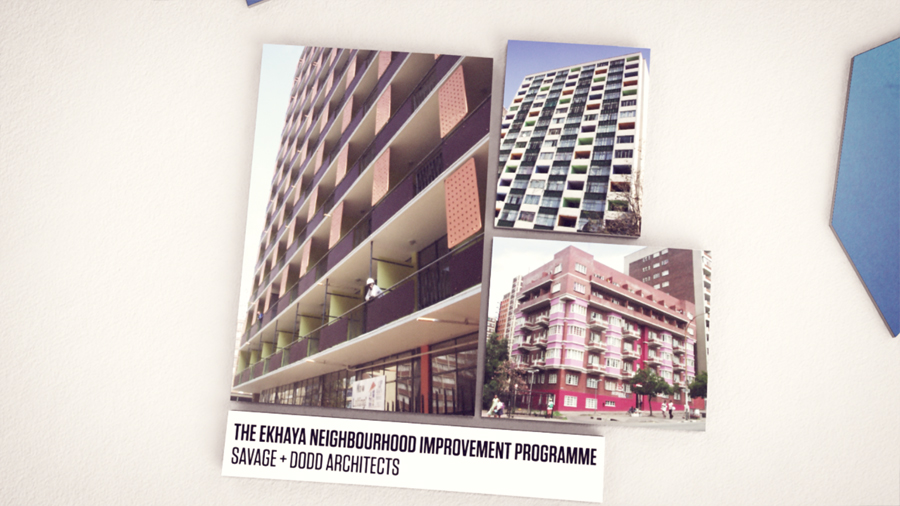 THE EKHAYA NEIGHBOURHOOD IMPROVEMENT PROGRAMME
SAVAGE + DODD ARCHITECTS